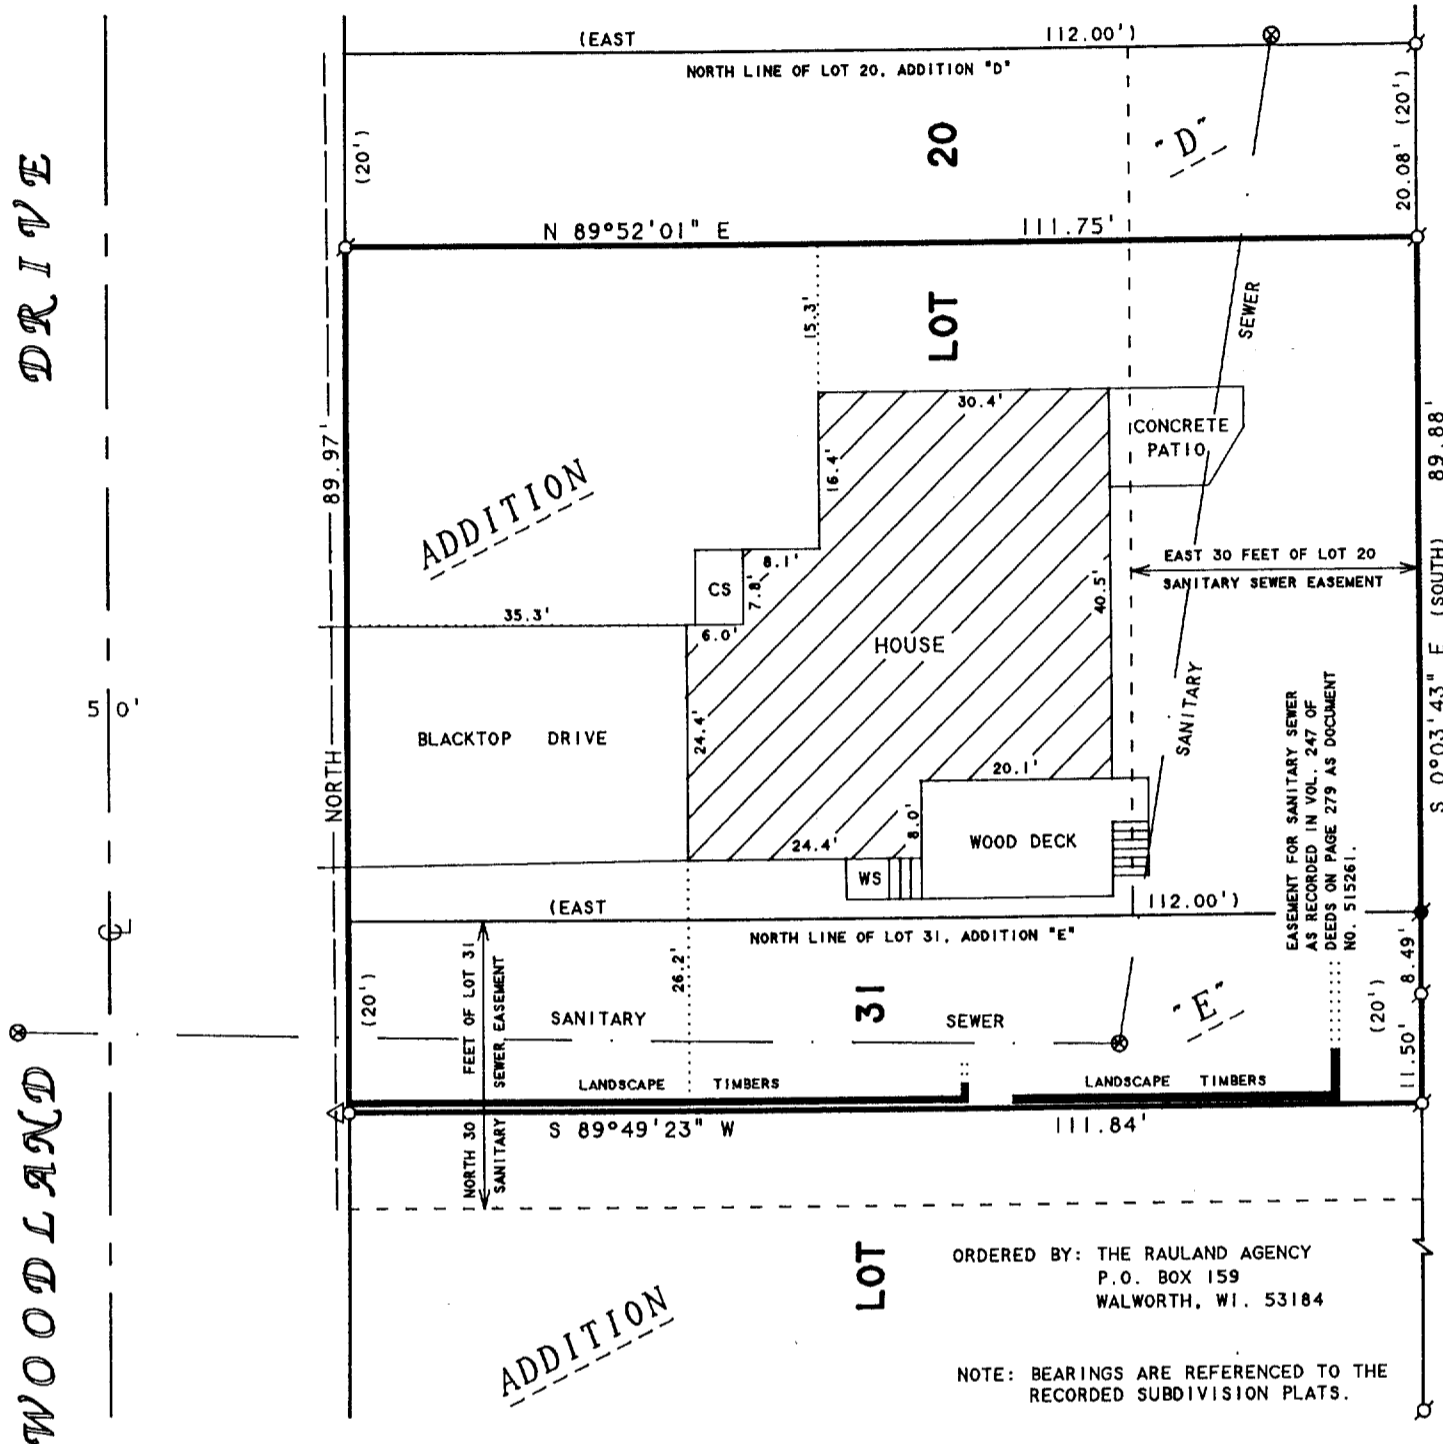 (EAST 112.00')
NORTH LINE OF LOT 20, ADDITION "D"
(20')
20
"D"
20.08' (20')
DRIVE
N 89°52'01" E 111.75'
15.3'
LOT
SEWER
89.97'
30.4'
CONCRETE
PATIO
89.88'
ADDITION
16.4'
8.1'
7.8'
CS
EAST 30 FEET OF LOT 20
SANITARY SEWER EASEMENT
(SOUTH)
35.3'
6.0'
40.5'
HOUSE
S 0°03'43" E
50'
BLACKTOP DRIVE
24.4'
SANITARY
NORTH
20.1'
EASEMENT FOR SANITARY SEWER
AS RECORDED IN VOL. 247 OF
DEEDS ON PAGE 279 AS DOCUMENT
NO. 515261.
24.4'
8.0'
WOOD DECK
WS
(EAST 112.00')
NORTH LINE OF LOT 31, ADDITION "E"
CL
26.2'
8.49'
(20')
NORTH 30 FEET OF LOT 31
SANITARY SEWER EASEMENT
SANITARY SEWER
31
"E"
(20')
11.50'
LANDSCAPE TIMBERS
LANDSCAPE TIMBERS
S 89°49'23" W 111.84'
WOODLAND
LOT
ADDITION
ORDERED BY: THE RAULAND AGENCY
P.O. BOX 159
WALWORTH, WI. 53184
NOTE: BEARINGS ARE REFERENCED TO THE
RECORDED SUBDIVISION PLATS.